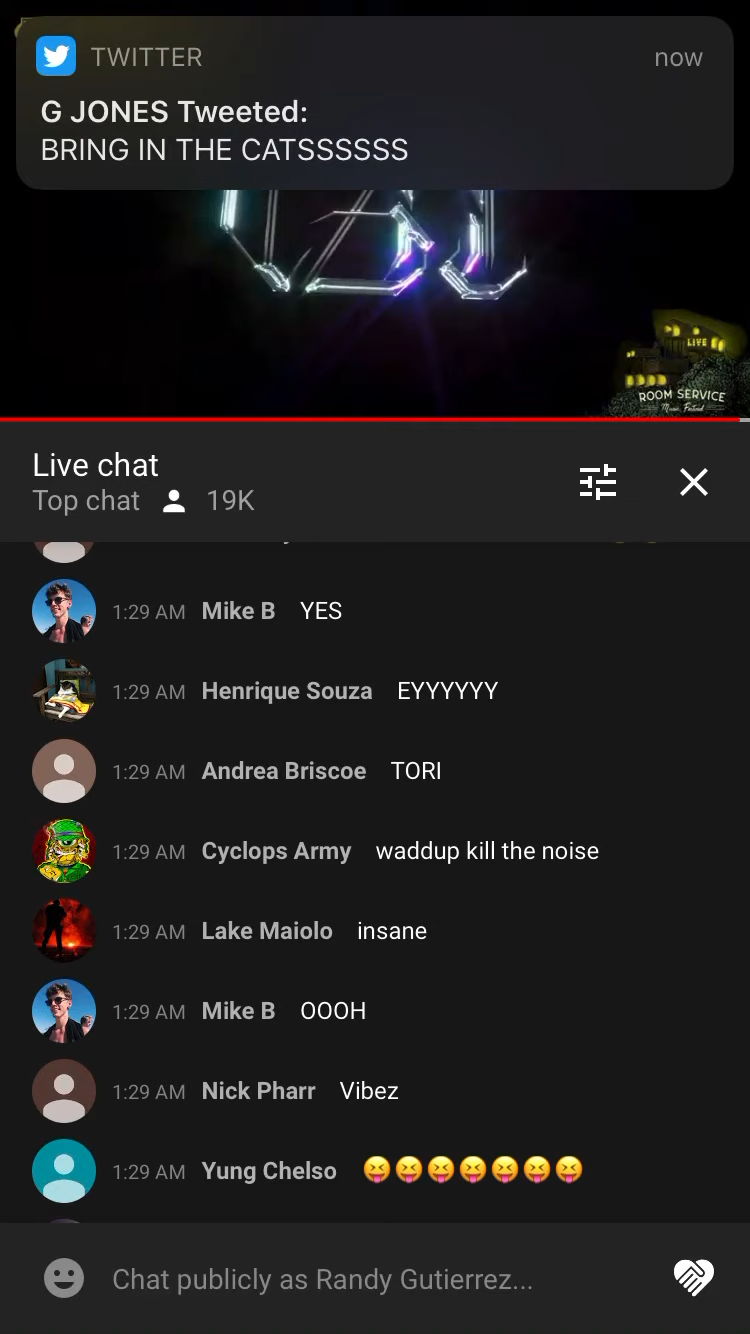 TWITTER now
G JONES Tweeted:
BRING IN THE CATSSSSSS
LIVE
ROOM SERVICE
Music Festival
Live chat
Top chat 19K
1:29 AM Mike B YES
1:29 AM Henrique Souza EYYYYYY
1:29 AM Andrea Briscoe TORI
1:29 AM Cyclops Army waddup kill the noise
1:29 AM Lake Maiolo insane
1:29 AM Mike B OOOH
1:29 AM Nick Pharr Vibez
1:29 AM Yung Chelso 😝😝😝😝😝😝😝
Chat publicly as Randy Gutierrez...